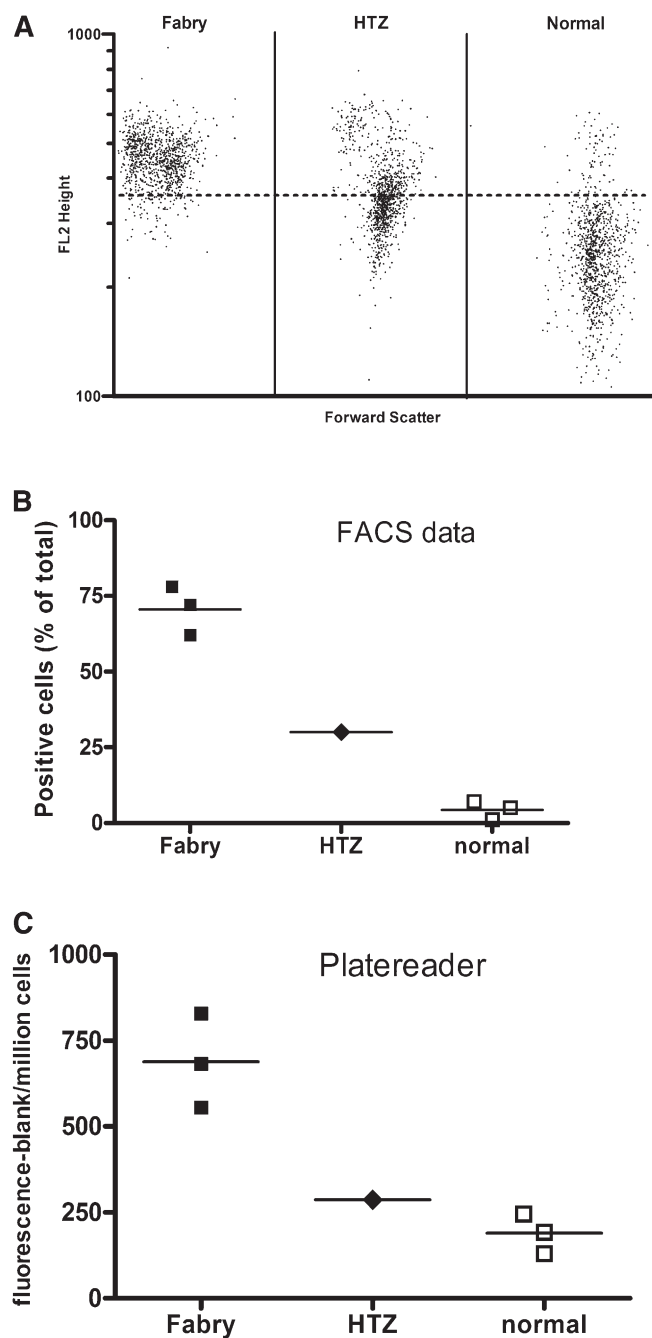 A
Fabry HTZ Normal
1000
FL2 Height
100
Forward Scatter
B
FACS data
Positive cells (% of total)
100
75
50
25
0
Fabry HTZ normal
C
Platereader
fluorescence-blank/million cells
1000
750
500
250
0
Fabry HTZ normal